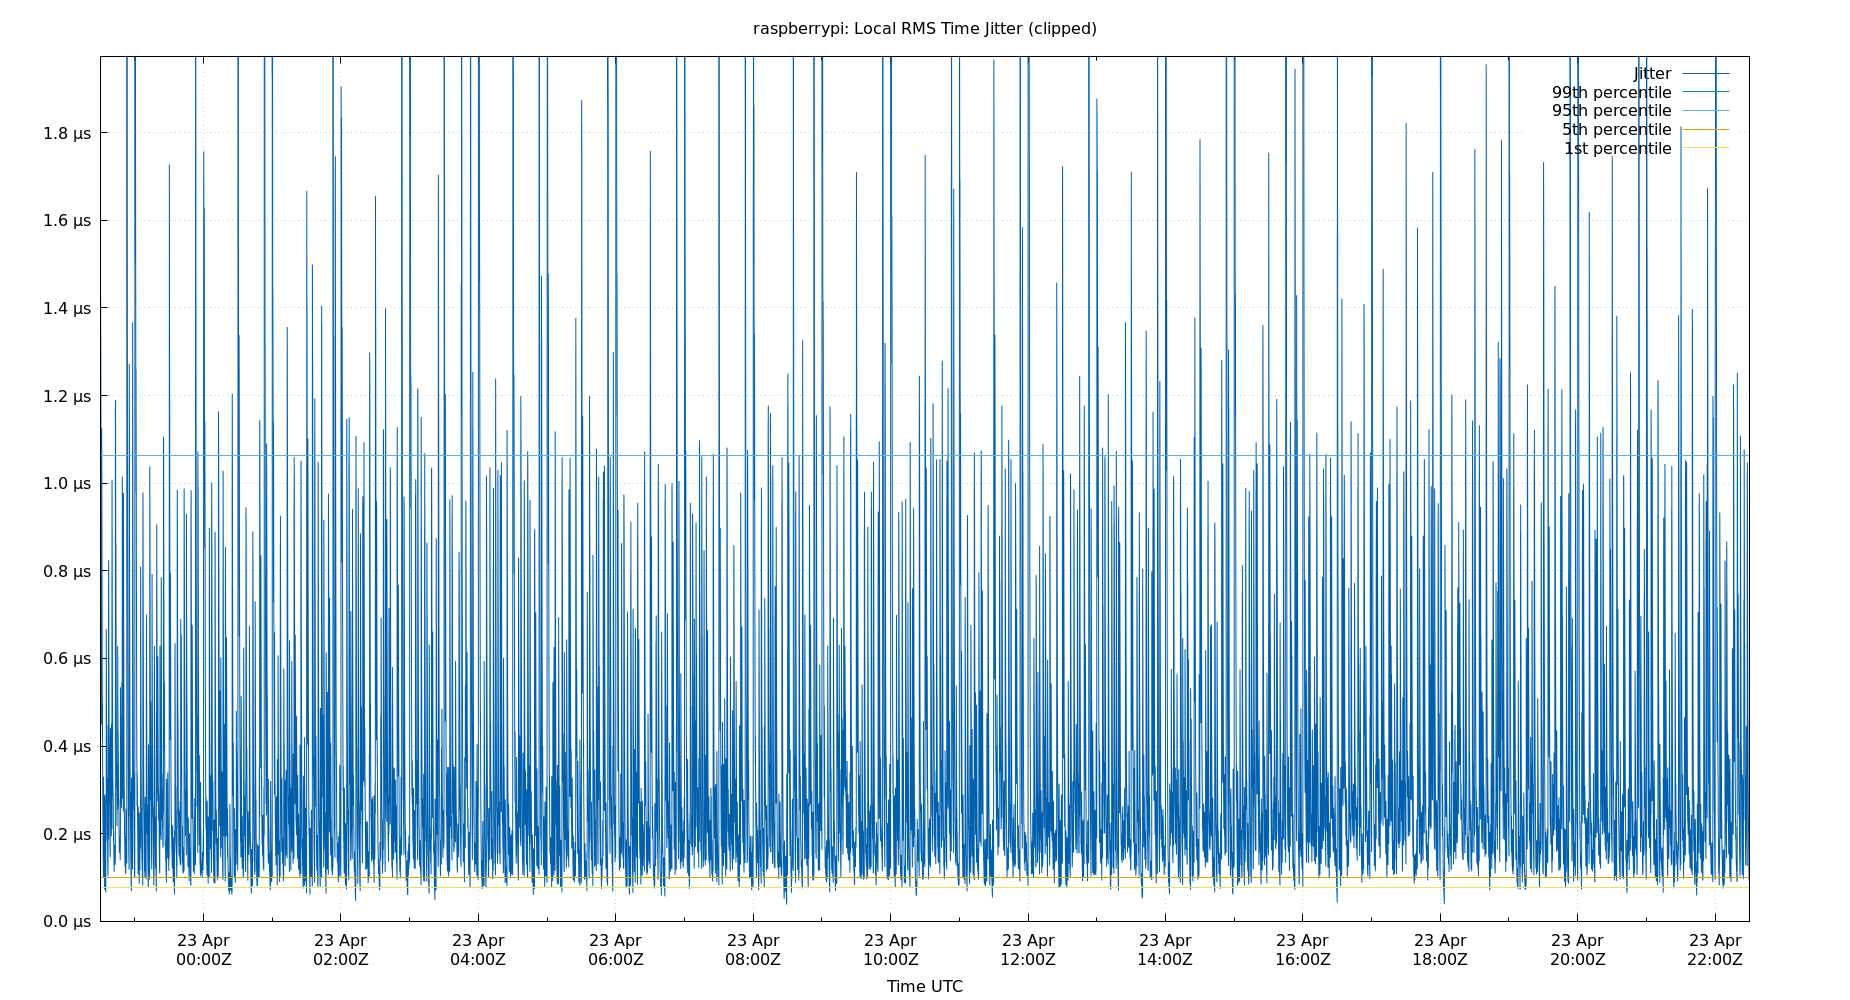 raspberrypi: Local RMS Time Jitter (clipped)
Jitter
99th percentile
95th percentile
5th percentile
1st percentile
1.8 µs
1.6 µs
1.4 µs
1.2 µs
1.0 µs
0.8 µs
0.6 µs
0.4 µs
0.2 µs
0.0 µs
23 Apr 23 Apr 23 Apr 23 Apr 23 Apr 23 Apr 23 Apr 23 Apr 23 Apr 23 Apr 23 Apr 23 Apr
00:00Z 02:00Z 04:00Z 06:00Z 08:00Z 10:00Z 12:00Z 14:00Z 16:00Z 18:00Z 20:00Z 22:00Z
Time UTC